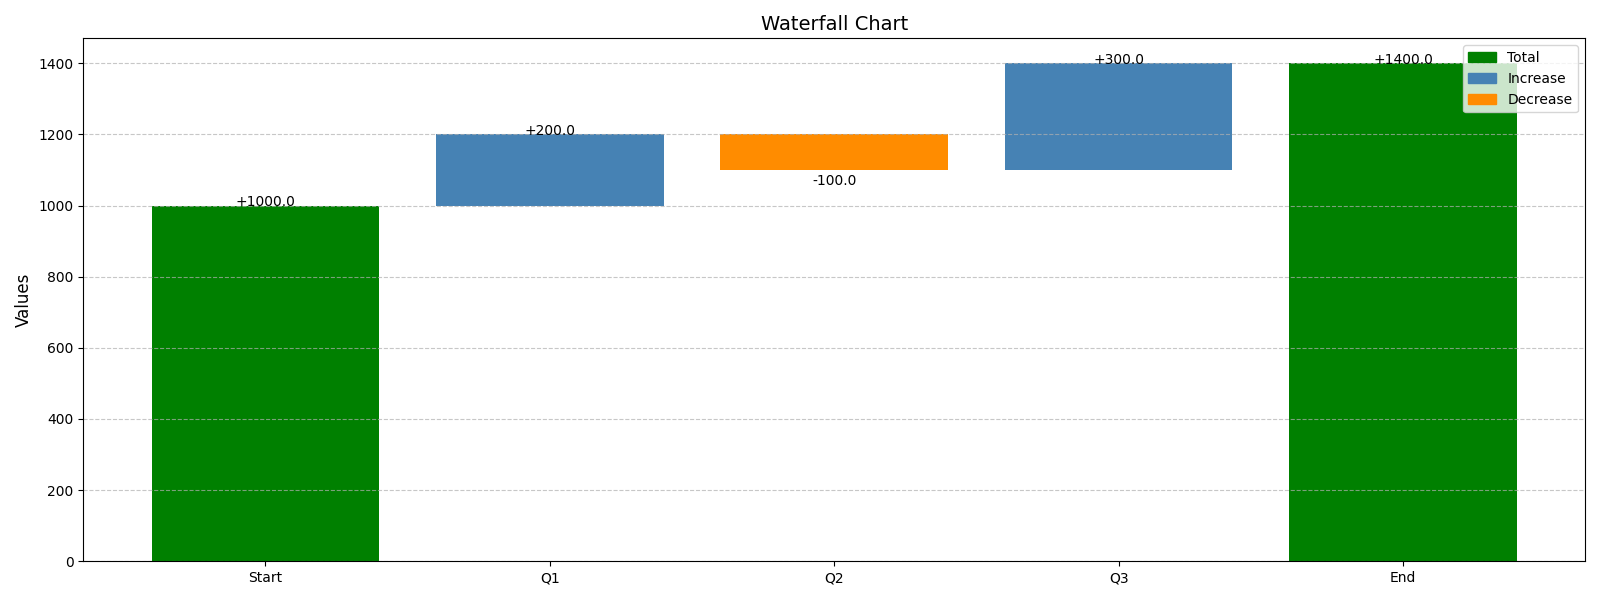 Waterfall Chart
Values
1400
1200
1000
800
600
400
200
0
+1000.0
+200.0
-100.0
+300.0
+1400.0
Total
Increase
Decrease
Start
Q1
Q2
Q3
End